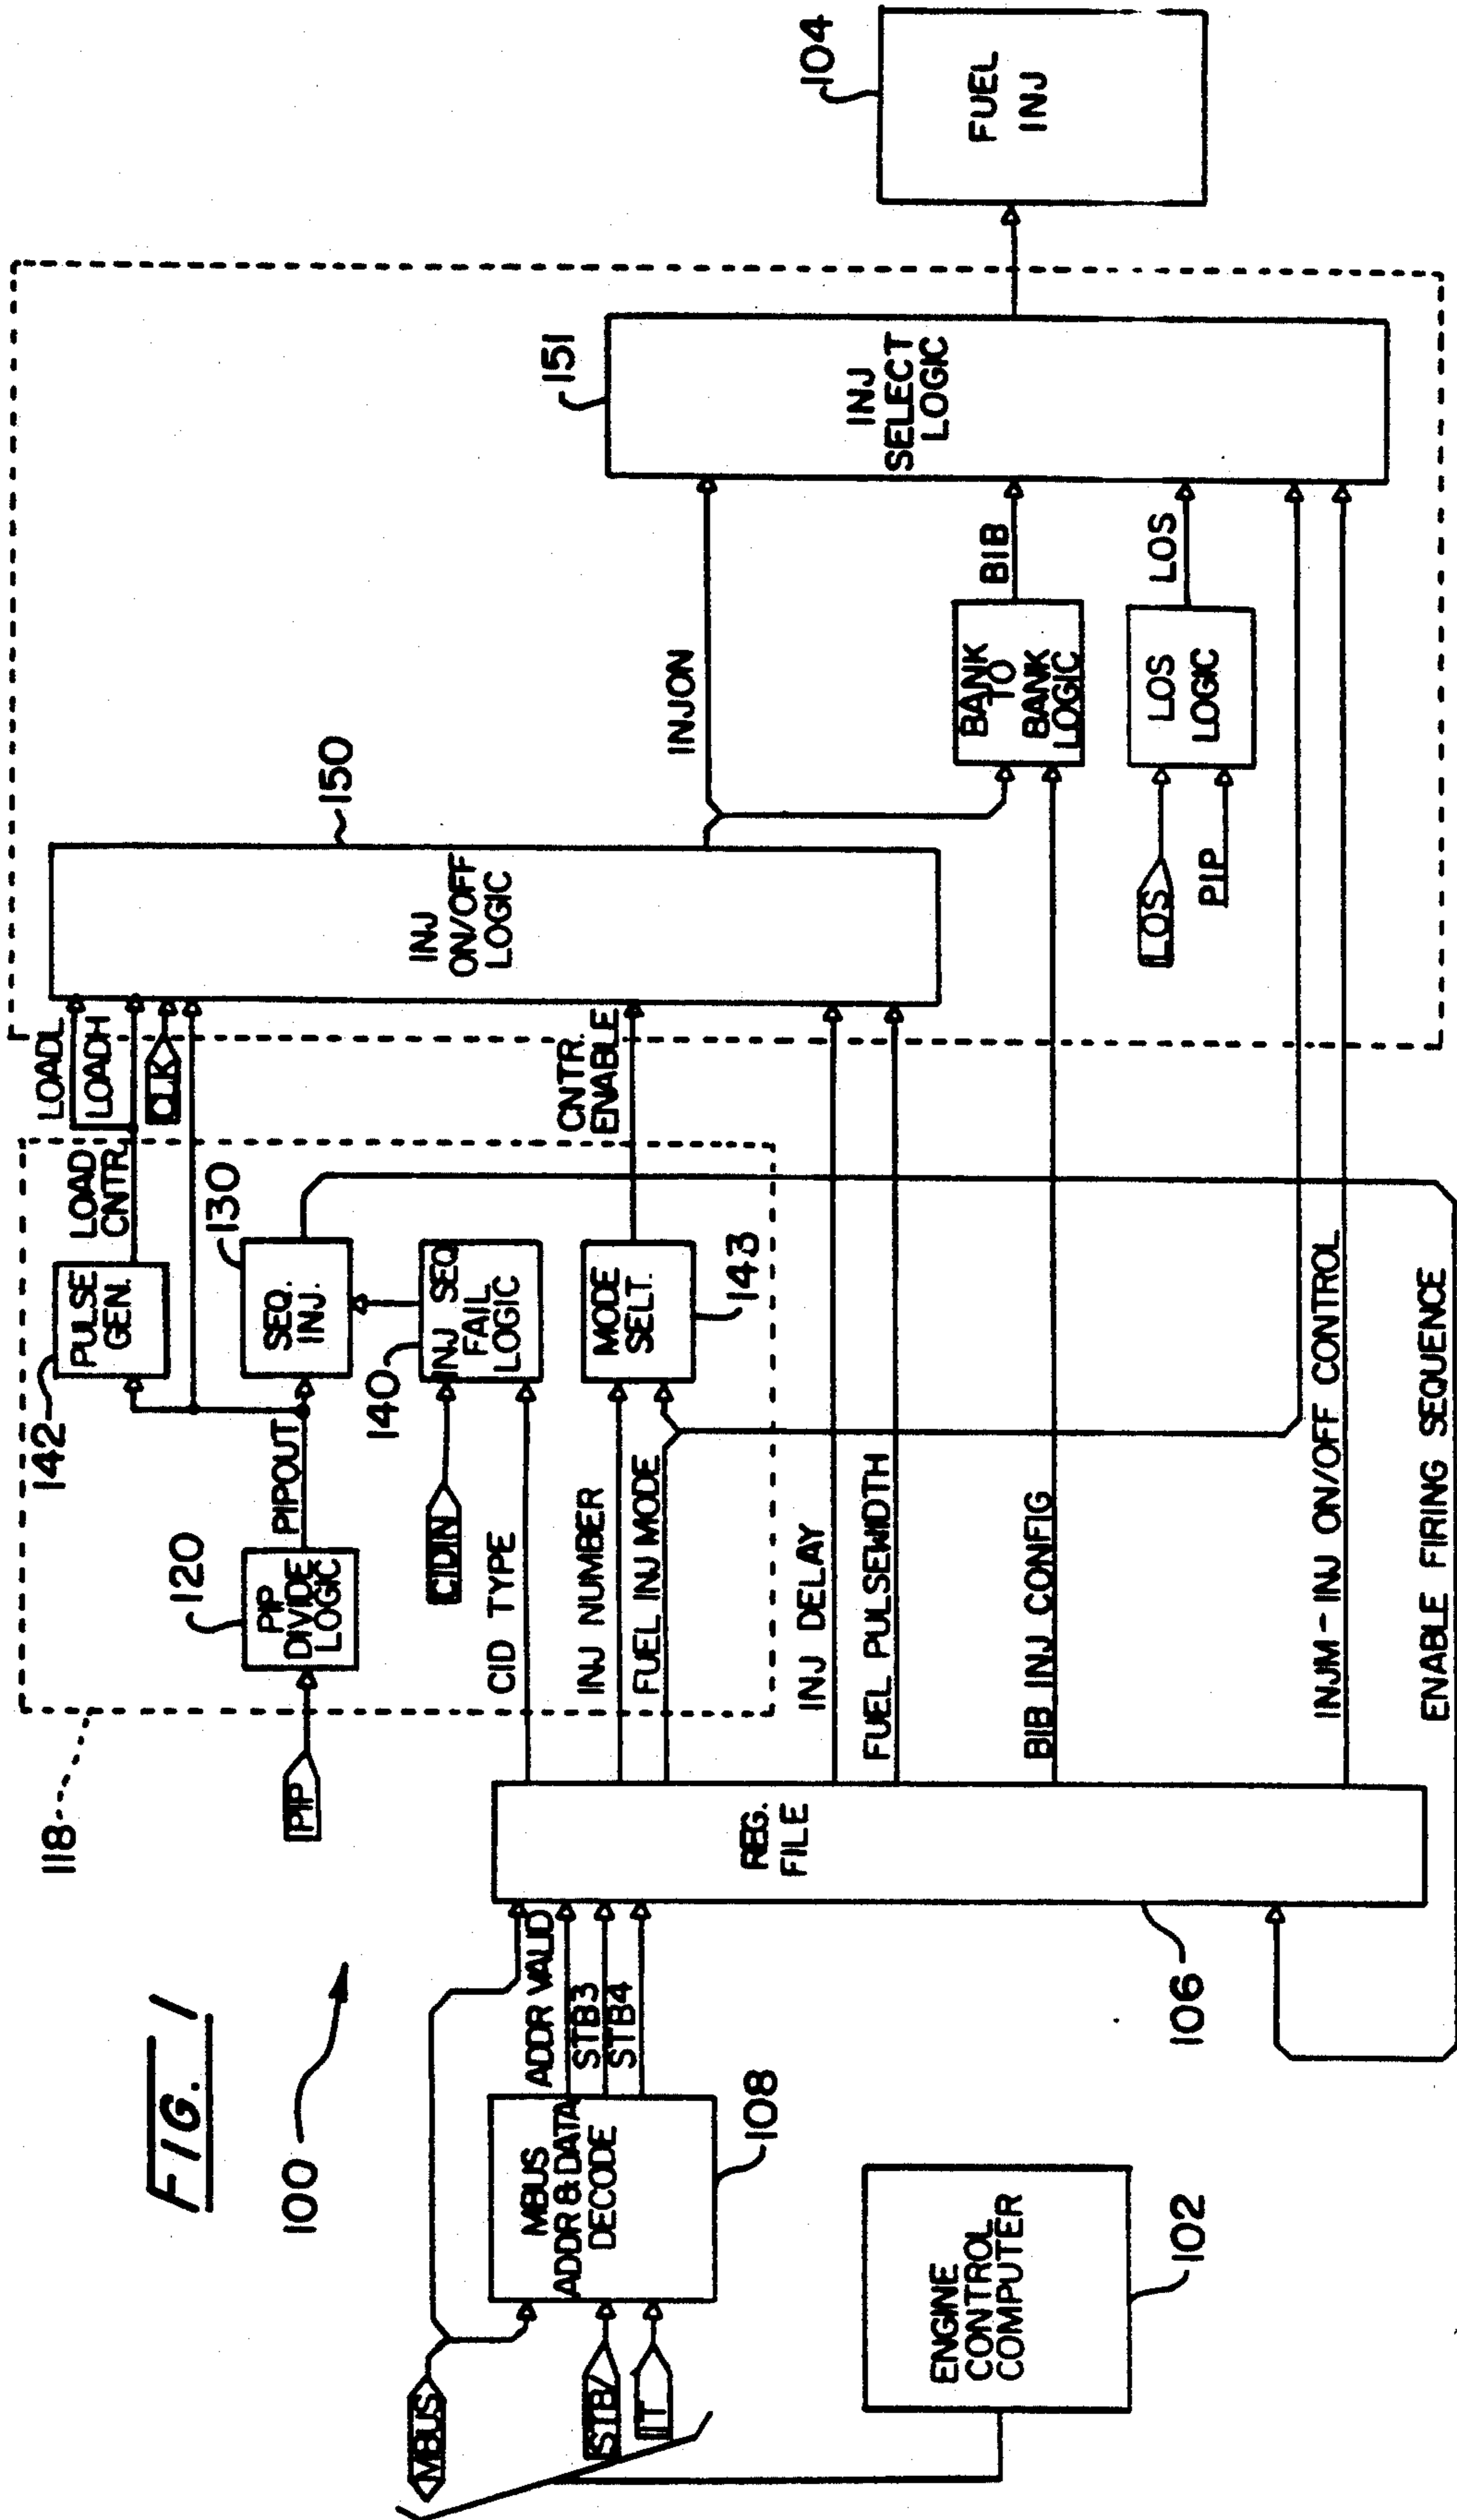 FIG. 1
100
MBUS
STB/
IT
MBUS
ADDR & DATA
DECODE
108
ENGINE
CONTROL
COMPUTER
102
ADDR VALID
STB3
STB4
REG.
FILE
106
118
PIP
PIP
DIVIDE
LOGIC
120
PIPOUT
142
PULSE
GEN.
LOAD
CNTR.
LOADL
LOADH
CLK
SEQ.
INJ.
130
CIDIN
CID TYPE
140
INJ SEQ
FAIL
LOGIC
INJ NUMBER
FUEL INJ MODE
MODE
SELT.
143
CNTR.
ENABLE
INJ DELAY
FUEL PULSEWIDTH
BIB INJ CONFIG
INJM-INJ ON/OFF CONTROL
ENABLE FIRING SEQUENCE
INJ
ON/OFF
LOGIC
150
INJON
BANK
TO
BANK
LOGIC
BIB
LOS
PIP
LOS
LOGIC
LOS
INJ
SELECT
LOGIC
151
FUEL
INJ
104